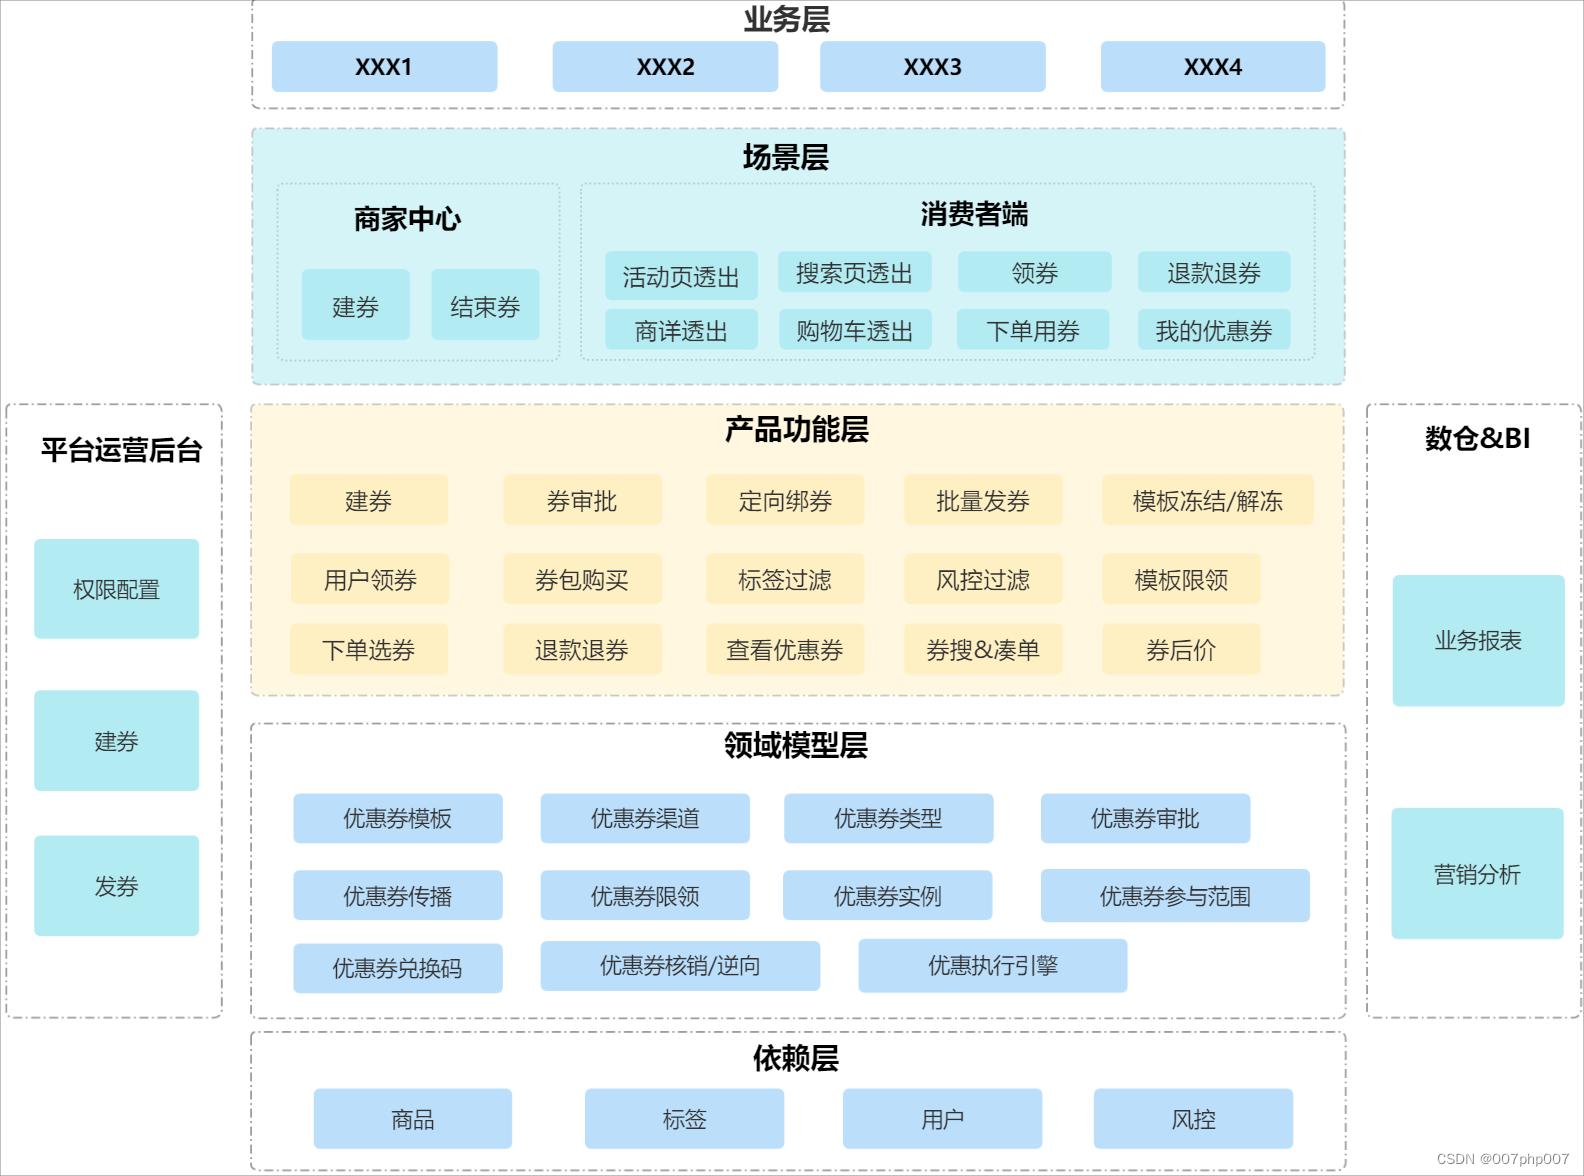 业务层
XXX1
XXX2
XXX3
XXX4
场景层
商家中心
建券
结束券
消费者端
活动页透出
搜索页透出
领券
退款退券
商详透出
购物车透出
下单用券
我的优惠券
平台运营后台
权限配置
建券
发券
产品功能层
建券
券审批
定向绑券
批量发券
模板冻结/解冻
用户领券
券包购买
标签过滤
风控过滤
模板限领
下单选券
退款退券
查看优惠券
券搜&凑单
券后价
领域模型层
优惠券模板
优惠券渠道
优惠券类型
优惠券审批
优惠券传播
优惠券限领
优惠券实例
优惠券参与范围
优惠券兑换码
优惠券核销/逆向
优惠执行引擎
数仓&BI
业务报表
营销分析
依赖层
商品
标签
用户
风控
CSDN @007php007